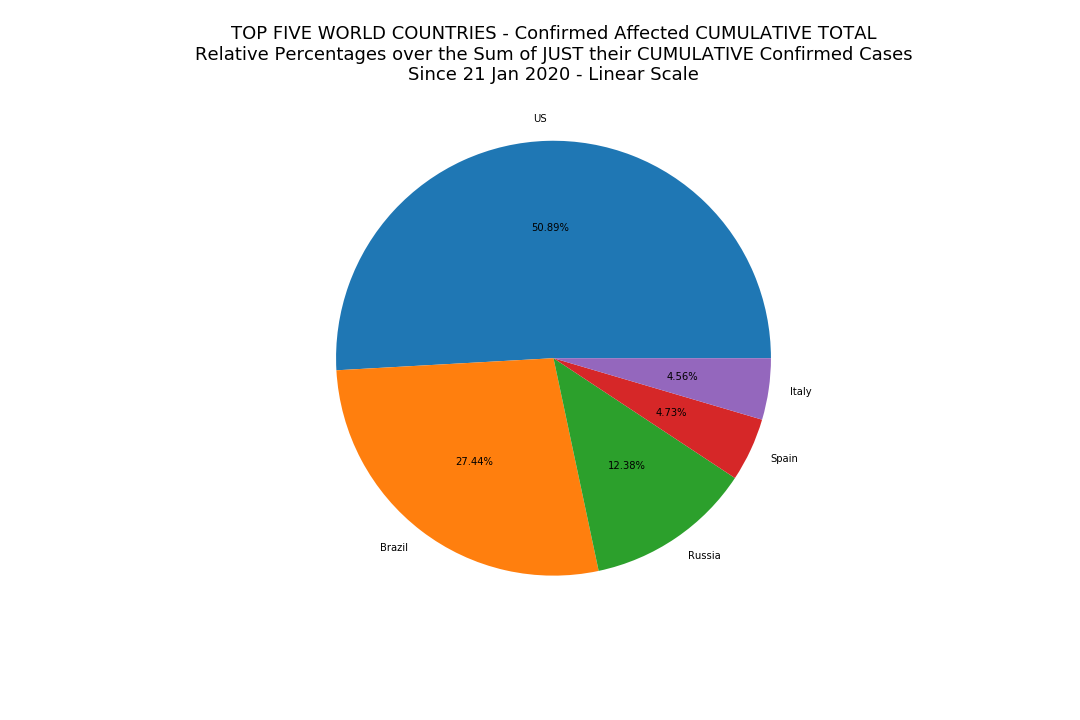 TOP FIVE WORLD COUNTRIES - Confirmed Affected CUMULATIVE TOTAL
Relative Percentages over the Sum of JUST their CUMULATIVE Confirmed Cases
Since 21 Jan 2020 - Linear Scale
US
50.89%
4.56%
Italy
4.73%
Spain
27.44%
12.38%
Brazil
Russia